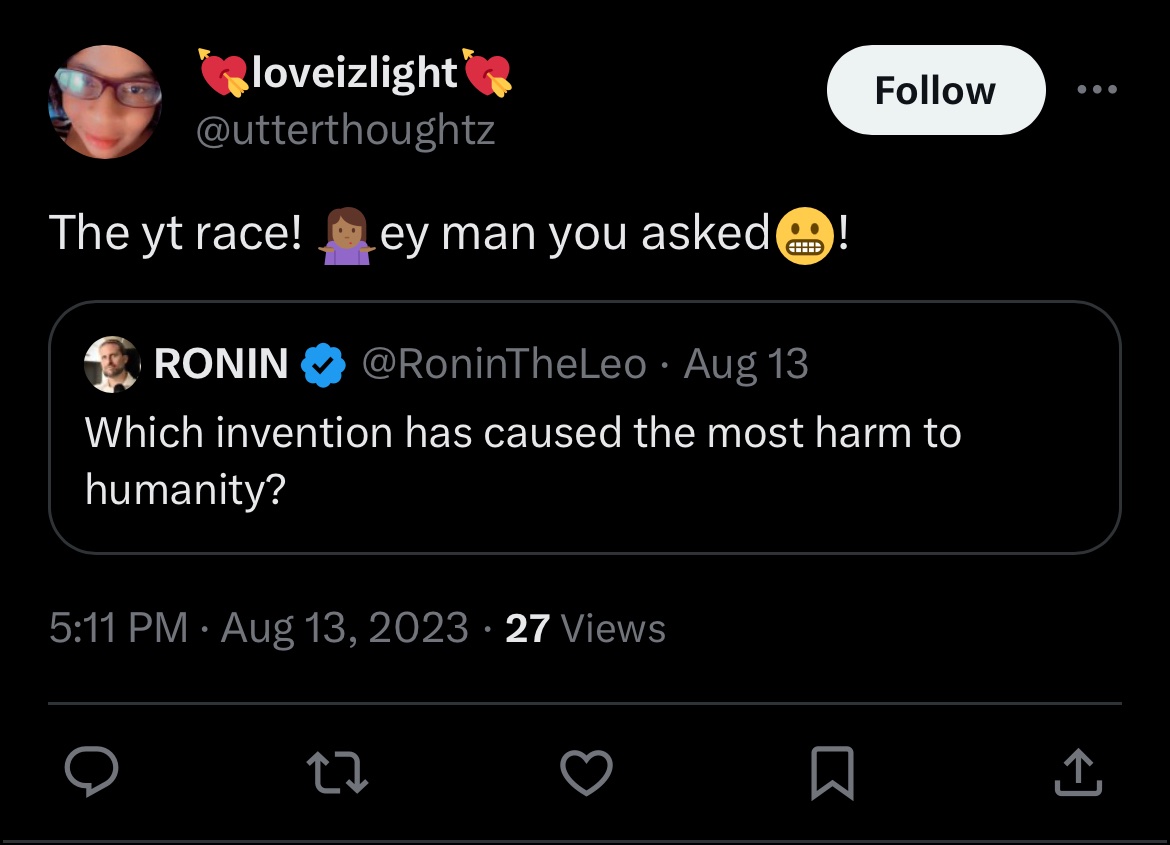 💘loveizlight💘
Follow
@utterthoughtz
The yt race! 🤷🏽‍♀️ey man you asked😬!
RONIN @RoninTheLeo · Aug 13
Which invention has caused the most harm to
humanity?
5:11 PM · Aug 13, 2023 · 27 Views